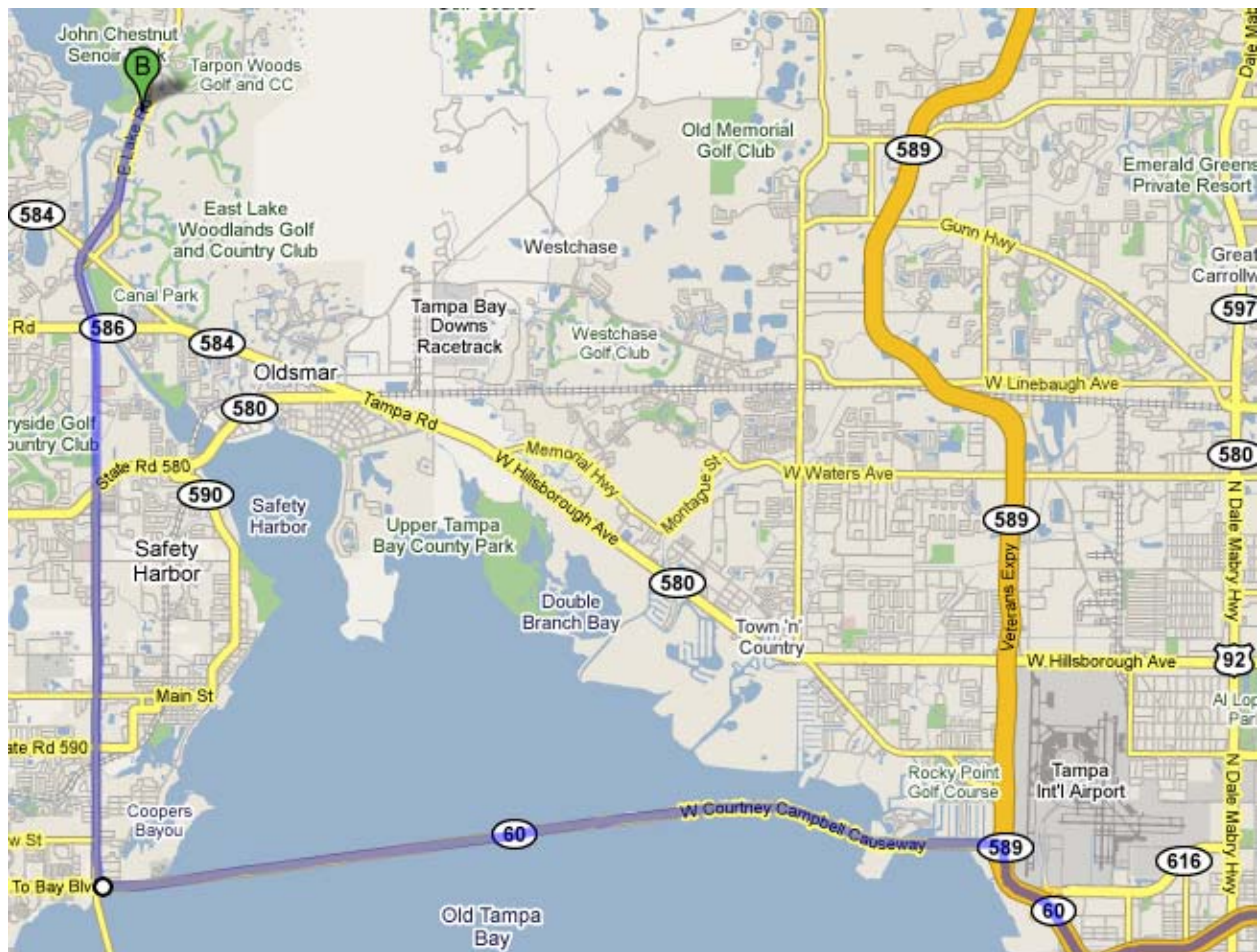 John Chestnut
B
Tarpon Woods
Golf and CC
E Lake Rd
Old Memorial
Golf Club
589
Emerald Greens
Private Resort
584
East Lake
Woodlands Golf
and Country Club
Westchase
Gunn Hwy
Great
Carrollw
Canal Park
Rd
586
584
Tampa Bay
Downs
Racetrack
Westchase
Golf Club
597
Oldsmar
W Linebaugh Ave
580
Tampa Rd
ryside Golf
ountry Club
State Rd 580
590
Memorial Hwy
W Hillsborough Ave
Montague St
W Waters Ave
580
N Dale Mabry Hwy
Safety
Harbor
Upper Tampa
Bay County Park
589
Safety
Harbor
580
Double
Branch Bay
Veterans Expy
Town 'n'
Country
W Hillsborough Ave
92
Main St
Al Lop
Par
ate Rd 590
Rocky Point
Golf Course
Tampa
Int'l Airport
N Dale Mabry Hwy
Coopers
Bayou
W Courtney Campbell Causeway
w St
60
589
616
To Bay Blv
60
Old Tampa
Bay